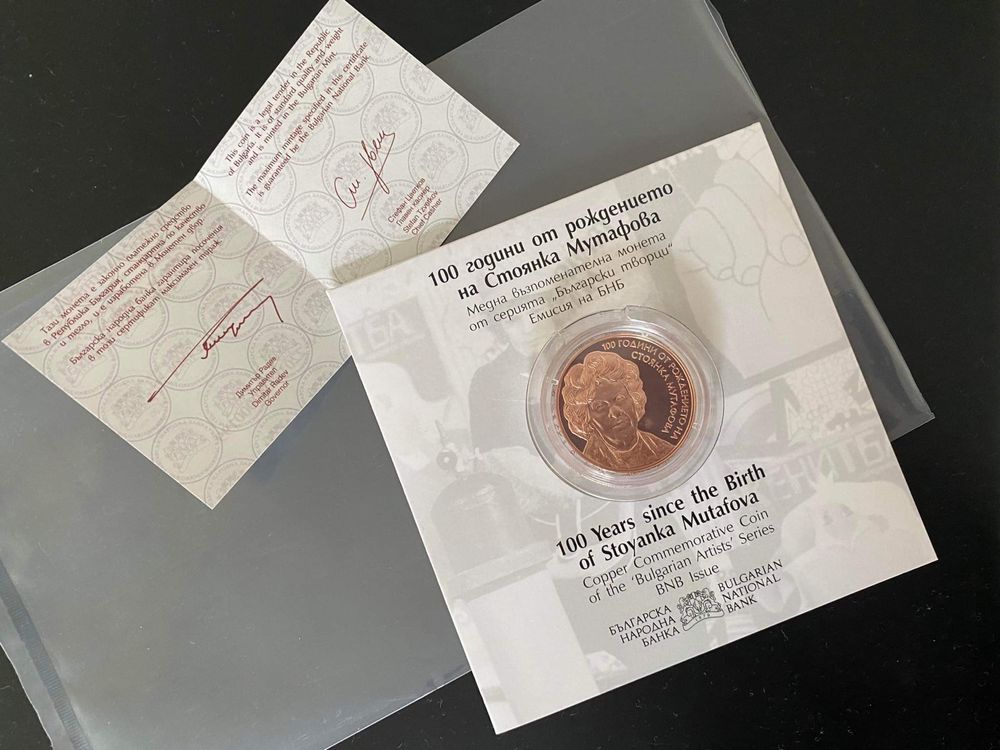 This coin is a legal tender in the Republic
of Bulgaria. It is of standard quality and weight
and is minted in the Bulgarian Mint.
The maximum mintage specified in this certificate
is guaranteed be the Bulgarian National Bank.
Стефан Цветков
Главен касиер
Stefan Tzvetkov
Chief Cashier
Тази монета е законно платежно средство
в Република България, стандартна по качество
и тегло, и е изработена в Монетен двор.
Българска народна банка гарантира посочения
в този сертификат максимален тираж.
Димитър Радев
Управител
Dimitar Radev
Governor
100 години от рождението
на Стоянка Мутафова
Медна възпоменателна монета
от серията „Български творци“
Емисия на БНБ
100 ГОДИНИ ОТ РОЖДЕНИЕТО НА
СТОЯНКА МУТАФОВА
100 Years since the Birth
of Stoyanka Mutafova
Copper Commemorative Coin
of the 'Bulgarian Artists' Series
BNB Issue
БЪЛГАРСКА
НАРОДНА
БАНКА
BULGARIAN
NATIONAL
BANK